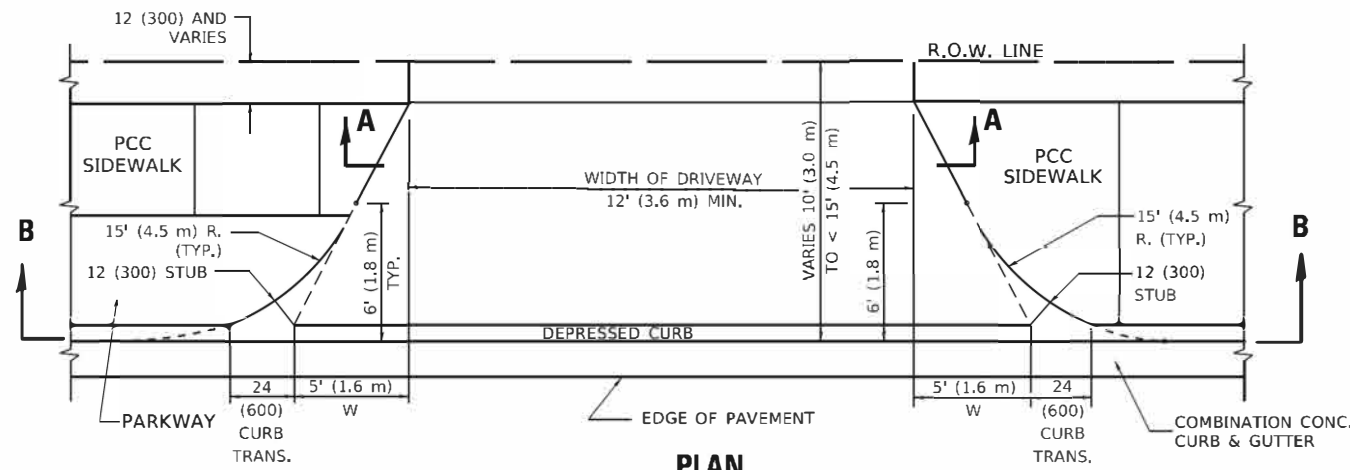 12 (300) AND
VARIES
R.O.W. LINE
A
A
PCC
SIDEWALK
PCC
SIDEWALK
WIDTH OF DRIVEWAY
12' (3.6 m) MIN.
VARIES 10' (3.0 m)
TO < 15' (4.5 m)
B
B
15' (4.5 m) R.
(TYP.)
12 (300) STUB
6' (1.8 m)
TYP.
6' (1.8 m)
15' (4.5 m)
R. (TYP.)
12 (300)
STUB
DEPRESSED CURB
24
(600)
CURB
TRANS.
5' (1.6 m)
W
5' (1.6 m)
W
24
(600)
CURB
TRANS.
PARKWAY
EDGE OF PAVEMENT
COMBINATION CONC.
CURB & GUTTER
PLAN